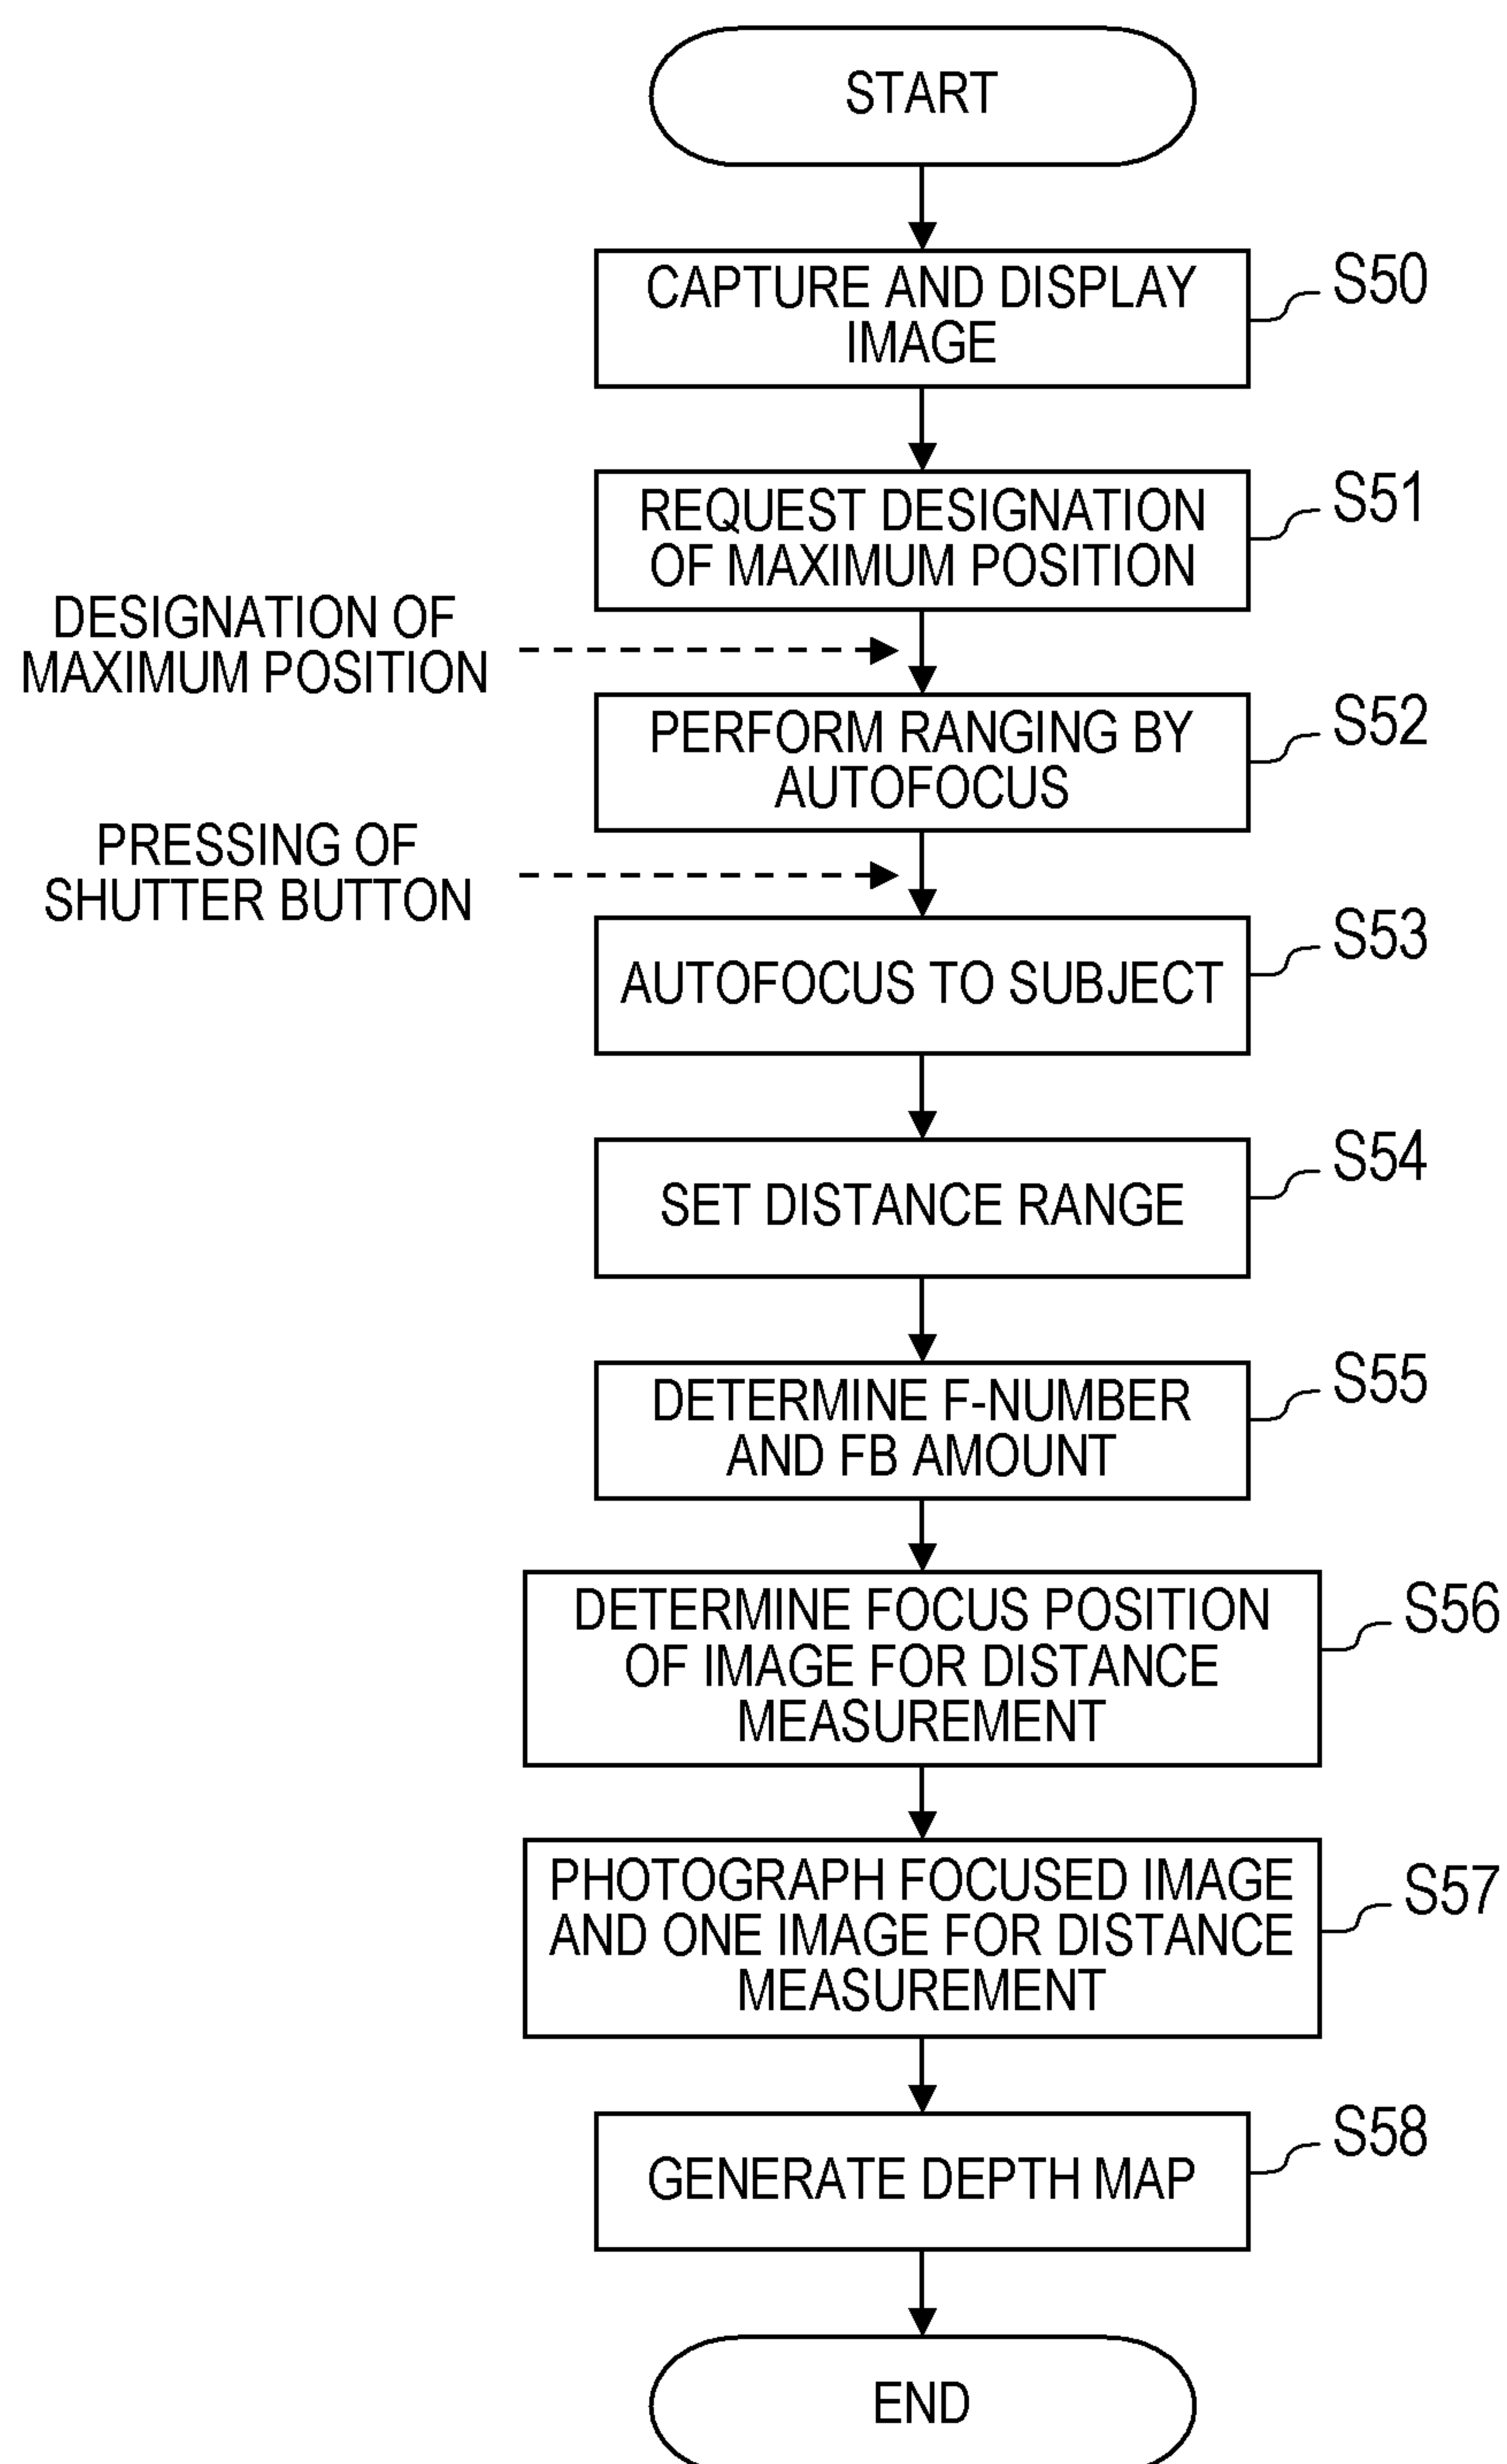 START
CAPTURE AND DISPLAY
IMAGE
S50
REQUEST DESIGNATION
OF MAXIMUM POSITION
S51
DESIGNATION OF
MAXIMUM POSITION
PERFORM RANGING BY
AUTOFOCUS
S52
PRESSING OF
SHUTTER BUTTON
AUTOFOCUS TO SUBJECT
S53
SET DISTANCE RANGE
S54
DETERMINE F-NUMBER
AND FB AMOUNT
S55
DETERMINE FOCUS POSITION
OF IMAGE FOR DISTANCE
MEASUREMENT
S56
PHOTOGRAPH FOCUSED IMAGE
AND ONE IMAGE FOR DISTANCE
MEASUREMENT
S57
GENERATE DEPTH MAP
S58
END